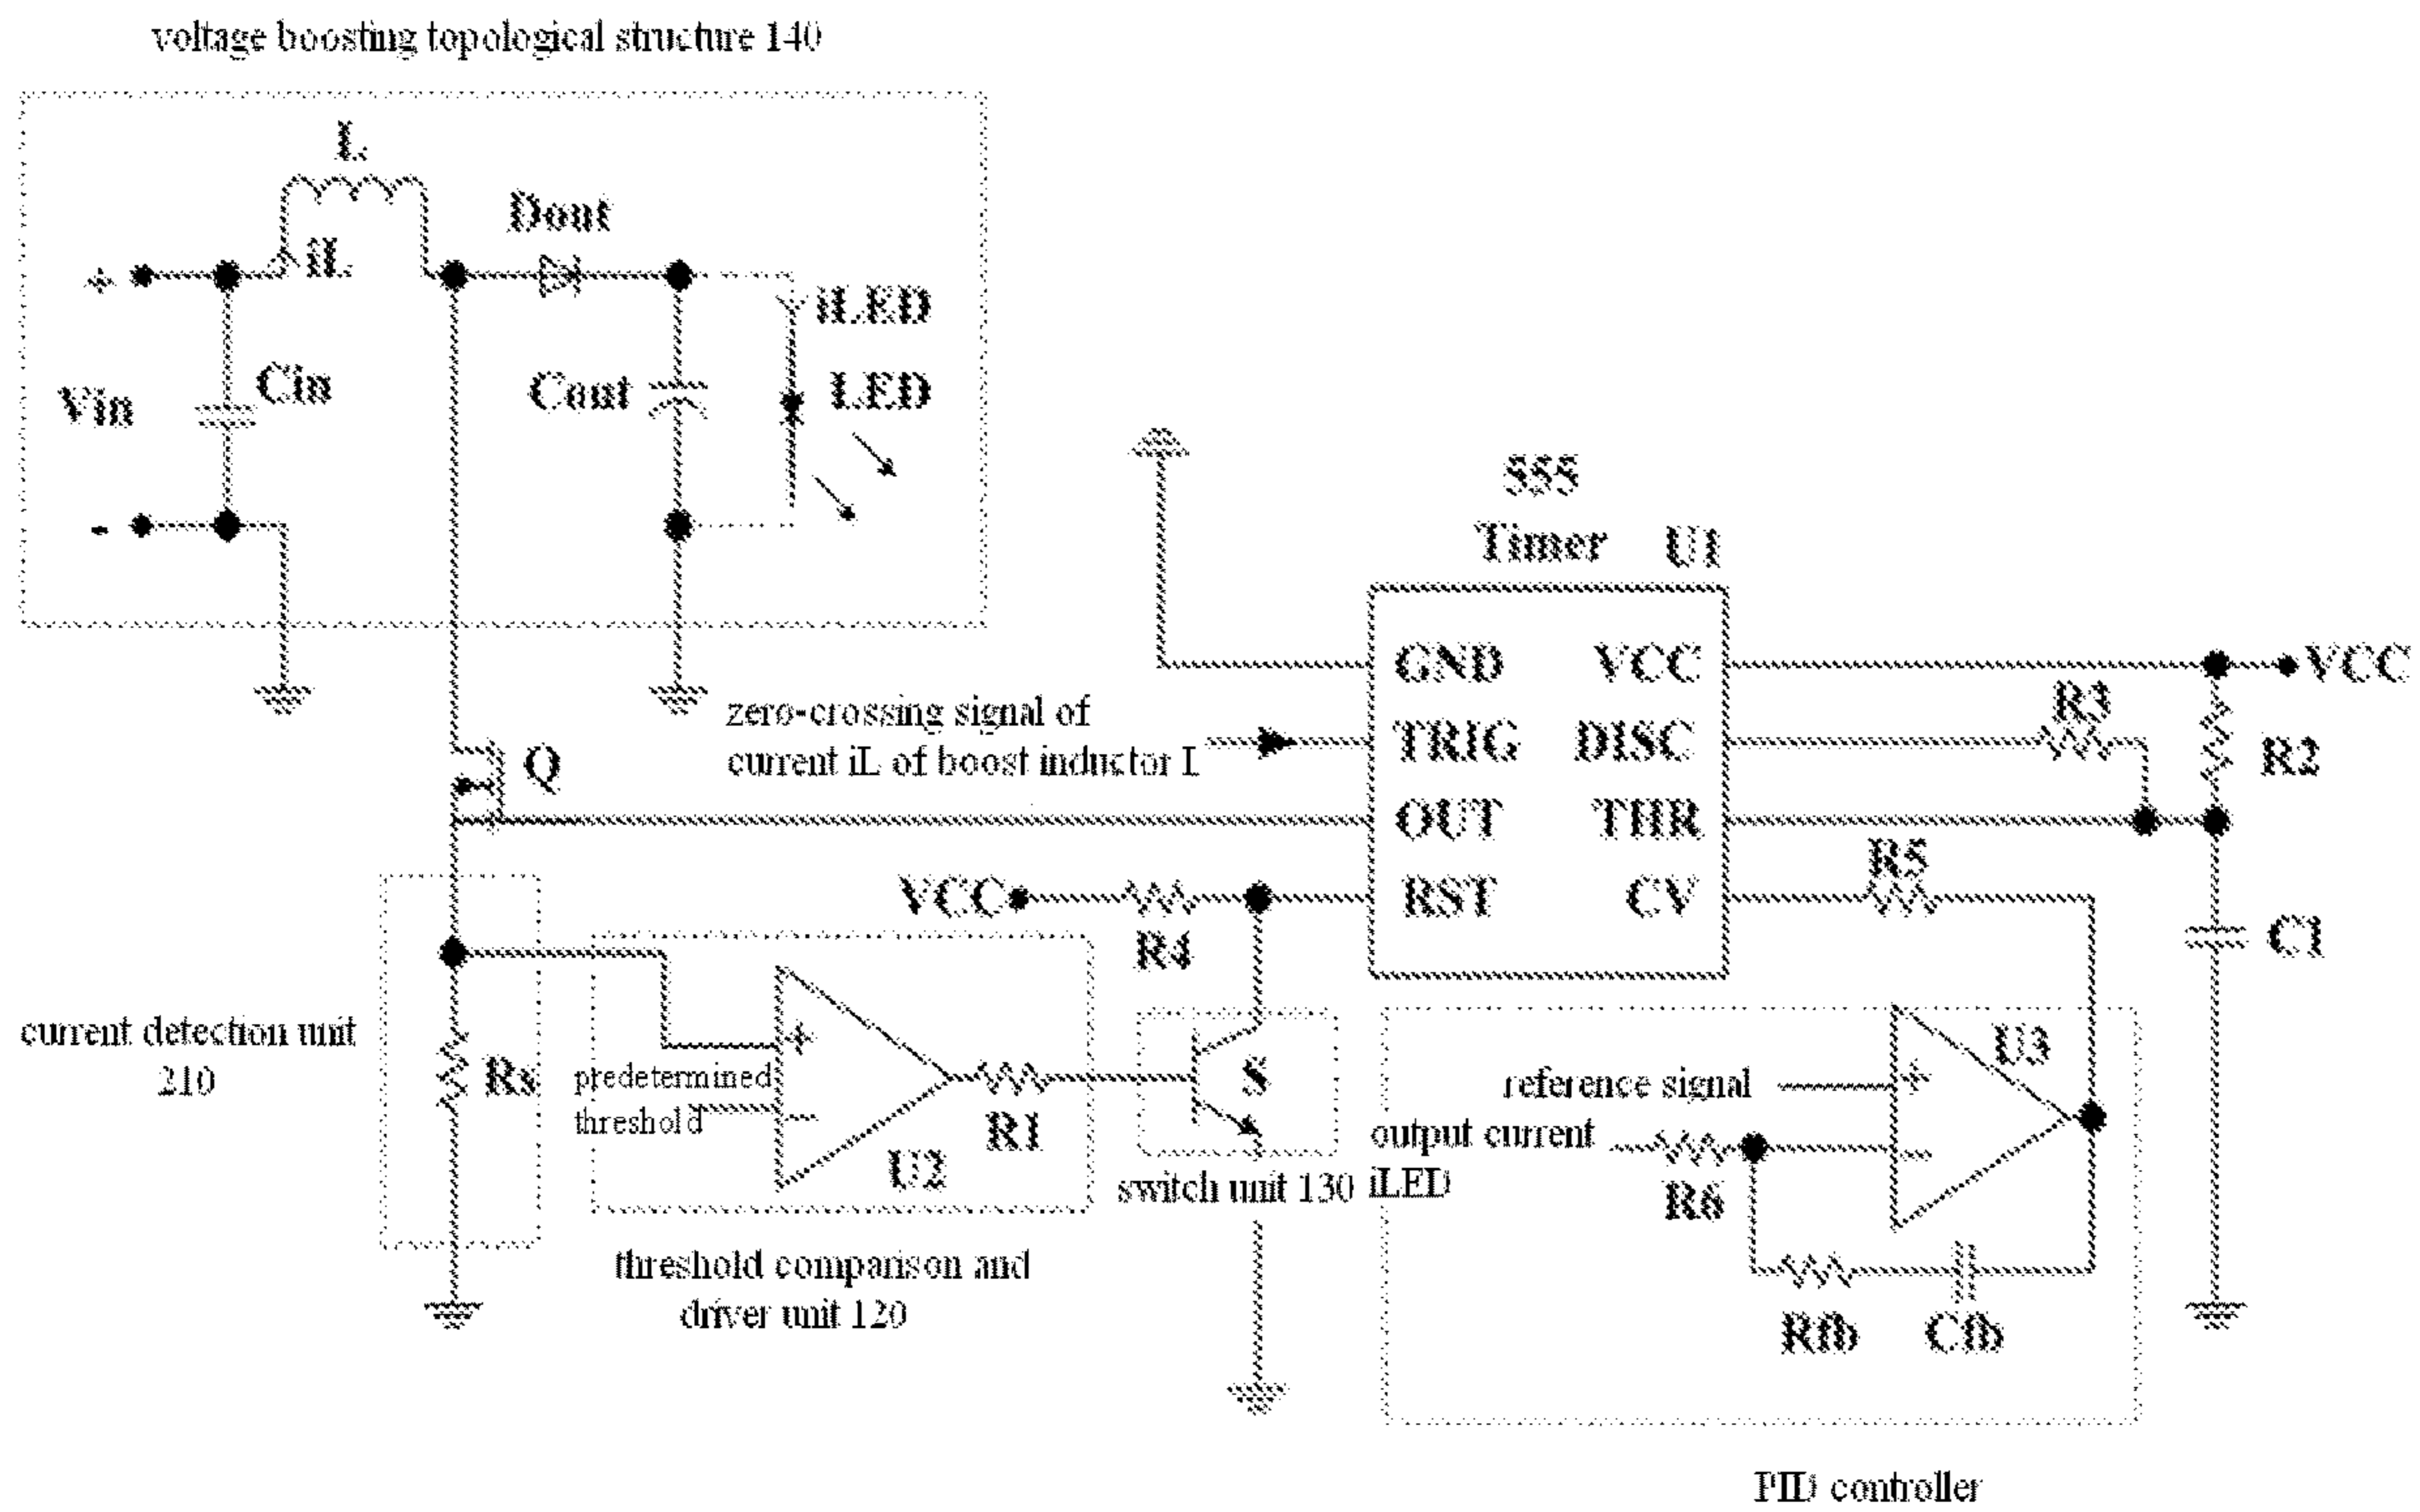 voltage boosting topological structure 140
L
Dout
+
iL
iLED
Vin
Cin
Cout
LED
-
555
Timer
U1
GND
VCC
VCC
zero-crossing signal of
current iL of boost inductor L
TRIG
DISC
R3
R2
Q
OUT
THR
R5
VCC
R4
RST
CV
C1
current detection unit
210
Rs
predetermined
threshold
+
-
U2
R1
S
switch unit 130
threshold comparison and
driver unit 120
reference signal
output current
iLED
R6
+
-
U3
Rfb
Cfb
PID controller